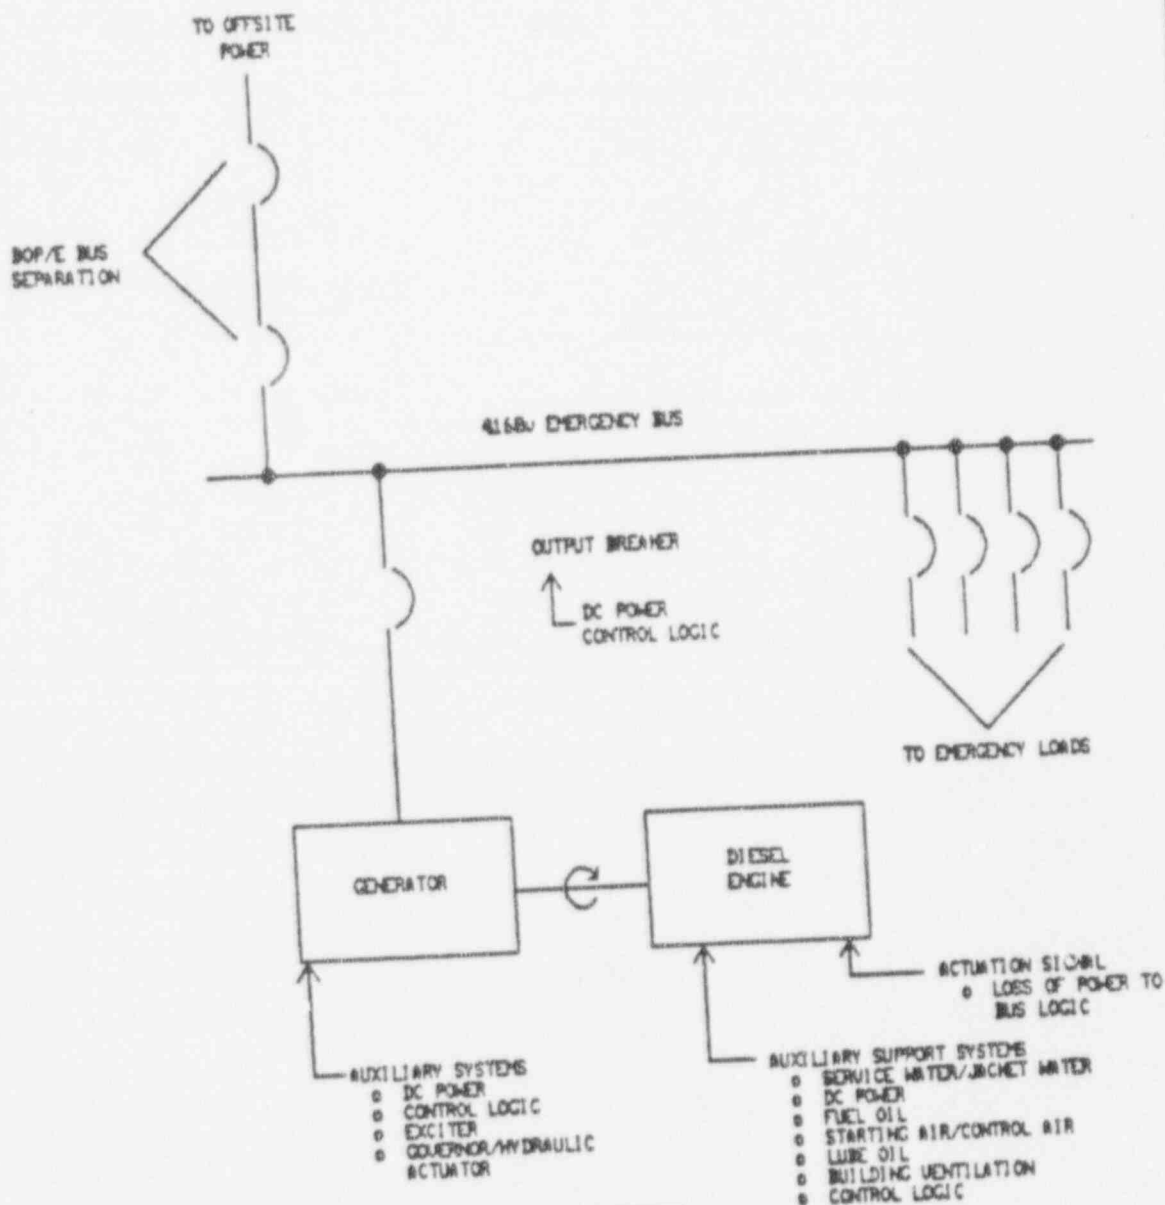 TO OFFSITE
POWER
BOP/E BUS
SEPARATION
4160v EMERGENCY BUS
OUTPUT BREAKER
DC POWER
CONTROL LOGIC
TO EMERGENCY LOADS
GENERATOR
DIESEL
ENGINE
ACTUATION SIGNAL
o LOSS OF POWER TO
BUS LOGIC
AUXILIARY SYSTEMS
o DC POWER
o CONTROL LOGIC
o EXCITER
o GOVERNOR/HYDRAULIC
ACTUATOR
AUXILIARY SUPPORT SYSTEMS
o SERVICE WATER/JACKET WATER
o DC POWER
o FUEL OIL
o STARTING AIR/CONTROL AIR
o LUBE OIL
o BUILDING VENTILATION
o CONTROL LOGIC